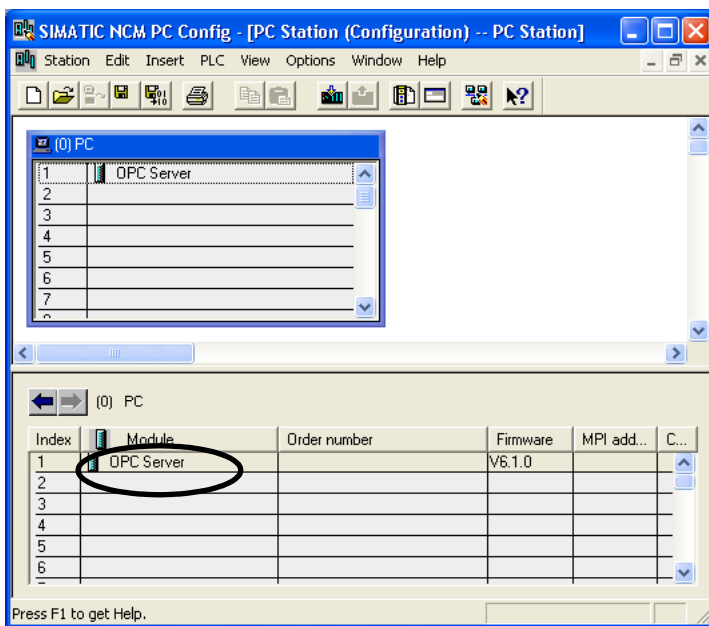 SIMATIC NCM PC Config - [PC Station (Configuration) -- PC Station]
Station Edit Insert PLC View Options Window Help
(0) PC
1 OPC Server
2
3
4
5
6
7
(0) PC
Index Module Order number Firmware MPI add... C...
1 OPC Server V6.1.0
2
3
4
5
6
Press F1 to get Help.